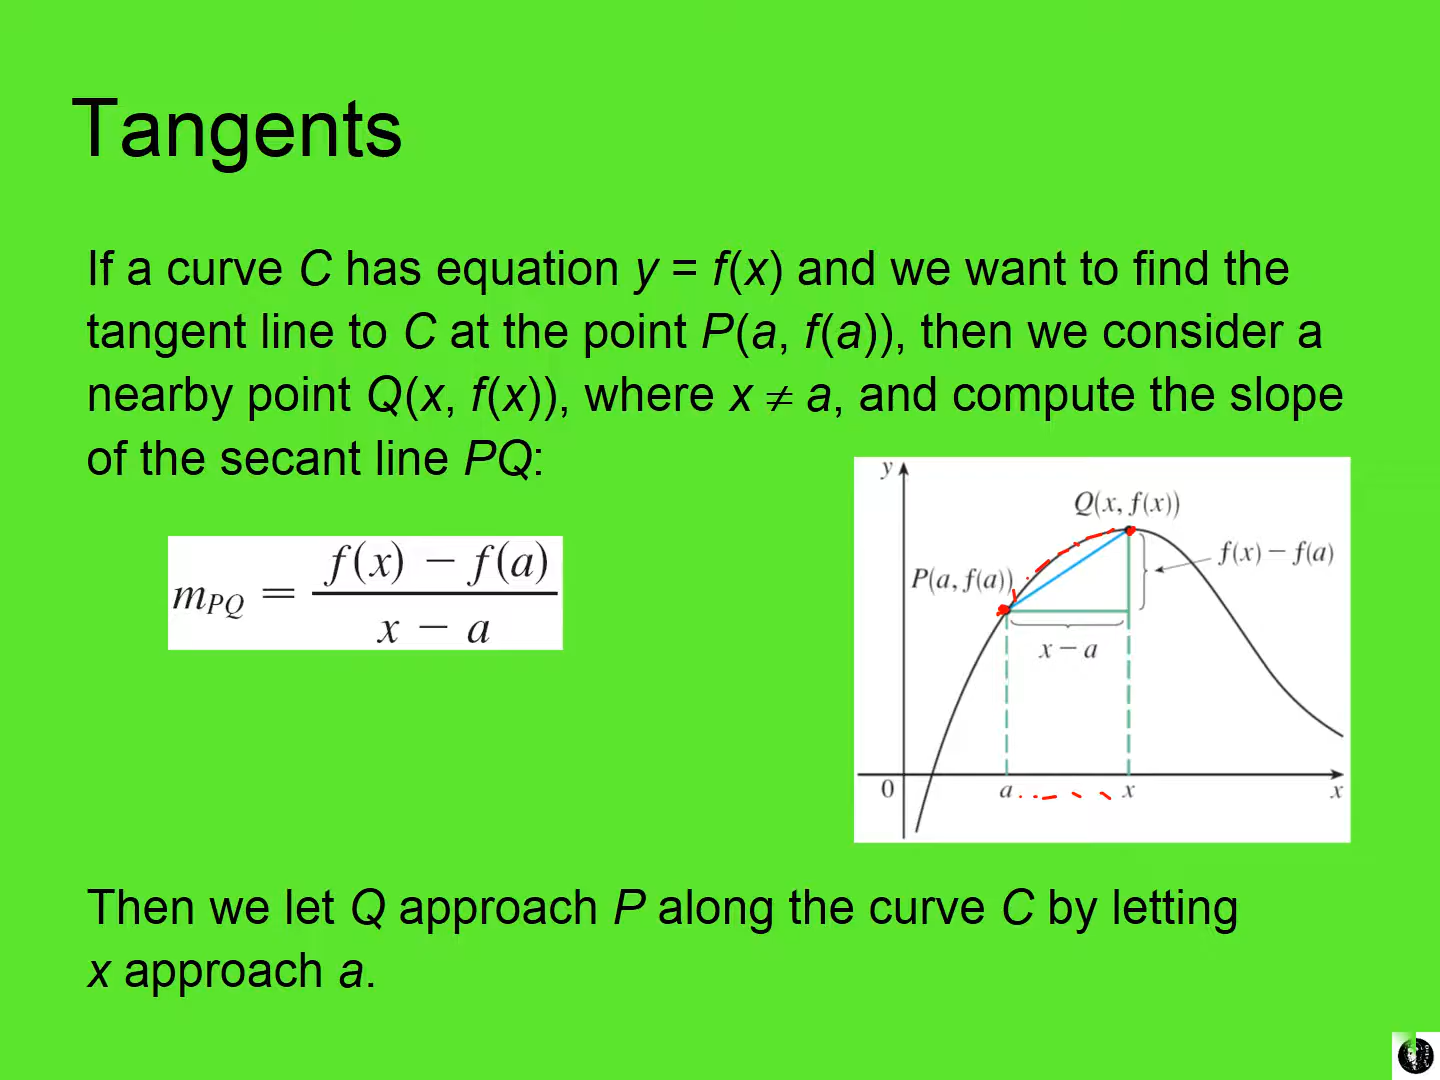 Tangents
If a curve C has equation y = f(x) and we want to find the
tangent line to C at the point P(a, f(a)), then we consider a
nearby point Q(x, f(x)), where x ≠ a, and compute the slope
of the secant line PQ:
m_PQ = (f(x) − f(a)) / (x − a)
y
Q(x, f(x))
f(x) − f(a)
P(a, f(a))
x − a
0 a x x
Then we let Q approach P along the curve C by letting
x approach a.